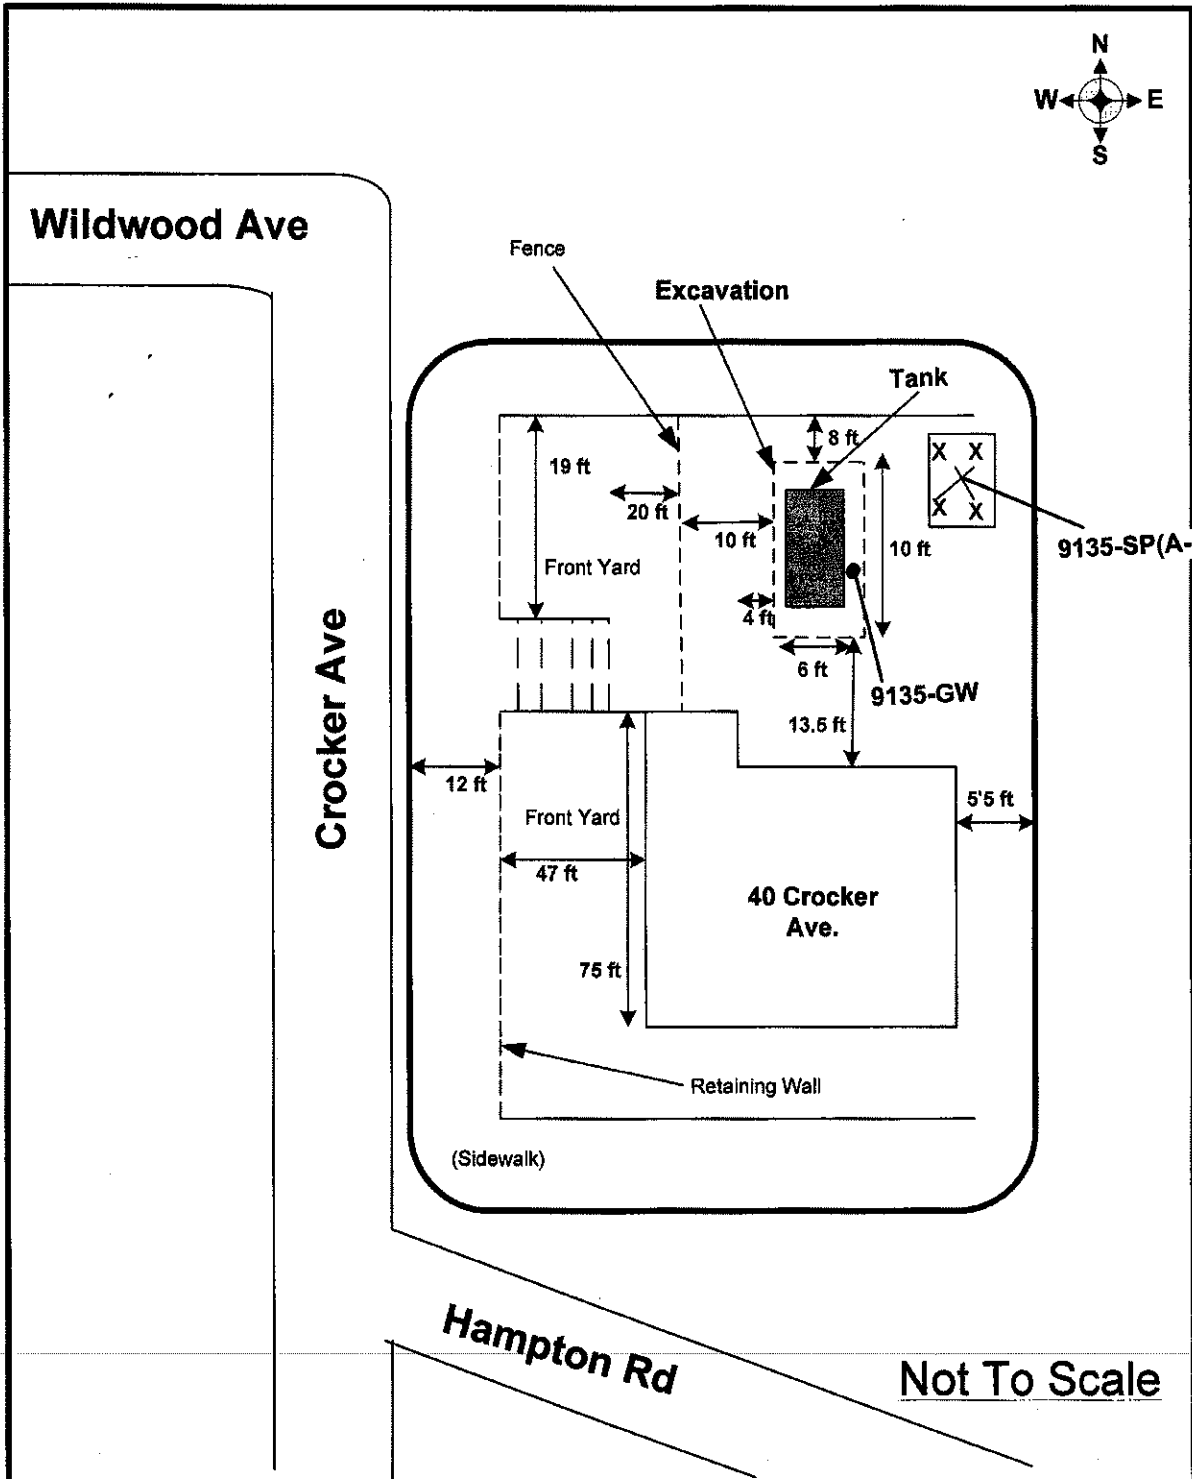 N
W E
S
Wildwood Ave
Fence
Excavation
Tank
8 ft
19 ft
X X
X X
20 ft
10 ft
10 ft
9135-SP(A-
Front Yard
4 ft
6 ft
9135-GW
13.5 ft
Crocker Ave
12 ft
5'5 ft
Front Yard
47 ft
40 Crocker
Ave.
75 ft
Retaining Wall
(Sidewalk)
Hampton Rd
Not To Scale